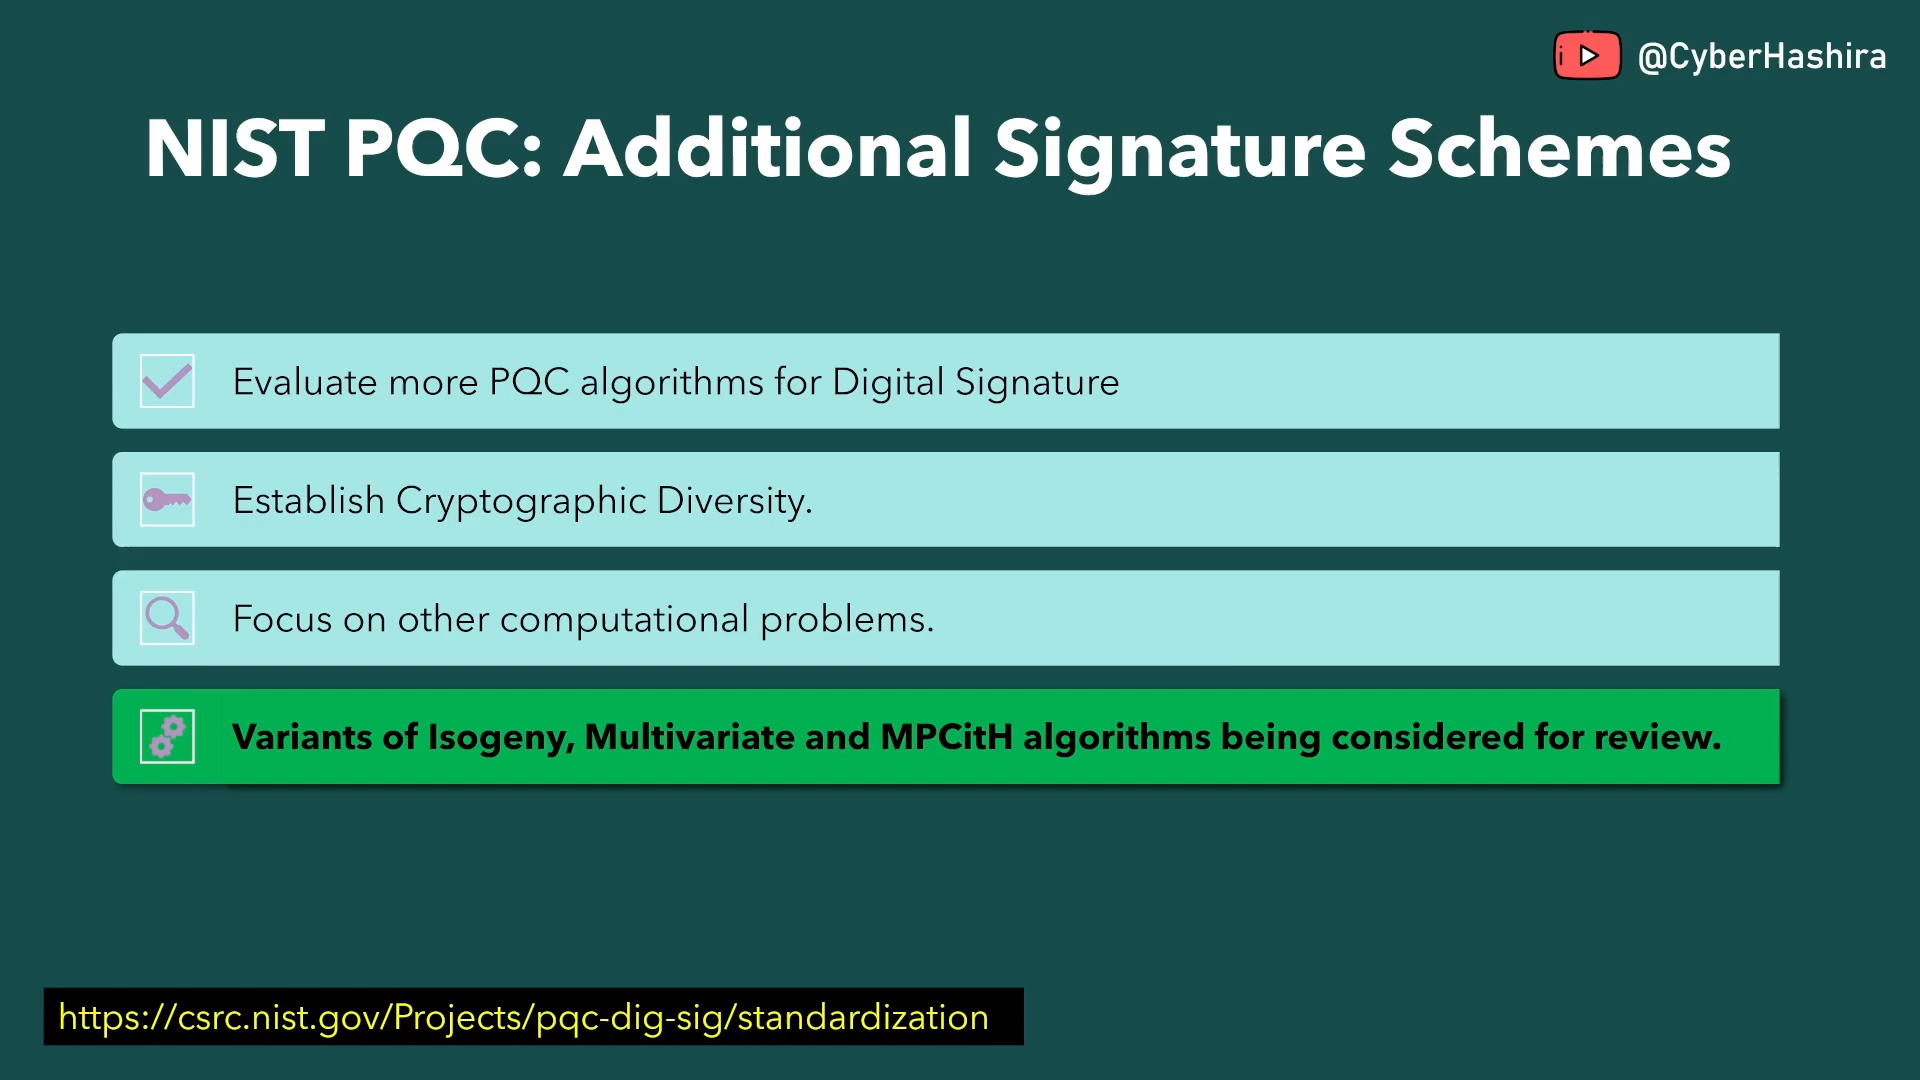 @CyberHashira
NIST PQC: Additional Signature Schemes
Evaluate more PQC algorithms for Digital Signature
Establish Cryptographic Diversity.
Focus on other computational problems.
Variants of Isogeny, Multivariate and MPCitH algorithms being considered for review.
https://csrc.nist.gov/Projects/pqc-dig-sig/standardization